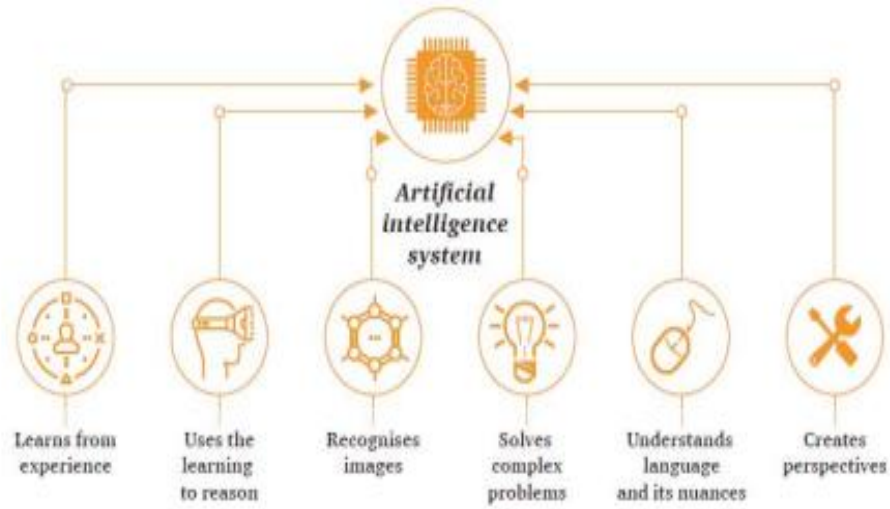 Artificial
intelligence
system
Learns from
experience
Uses the
learning
to reason
Recognises
images
Solves
complex
problems
Understands
language
and its nuances
Creates
perspectives